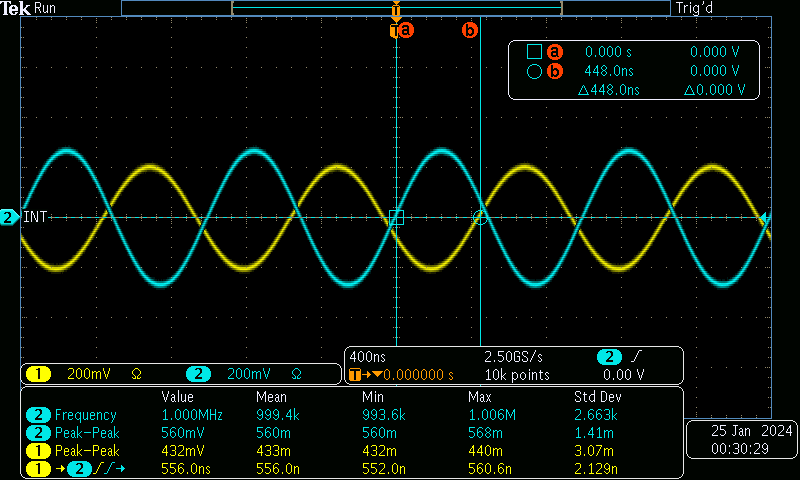 Tek Run Trig'd
T
T a b
a 0.000 s 0.000 V
b 448.0ns 0.000 V
△448.0ns △0.000 V
2 INT
400ns 2.50GS/s 2
1 200mV Ω 2 200mV Ω
T→▼0.000000 s 10k points 0.00 V
Value Mean Min Max Std Dev
2 Frequency 1.000MHz 999.4k 993.6k 1.006M 2.663k
2 Peak-Peak 560mV 560m 560m 568m 1.41m
1 Peak-Peak 432mV 433m 432m 440m 3.07m
1 → 2 → 556.0ns 556.0n 552.0n 560.6n 2.129n
25 Jan 2024
00:30:29